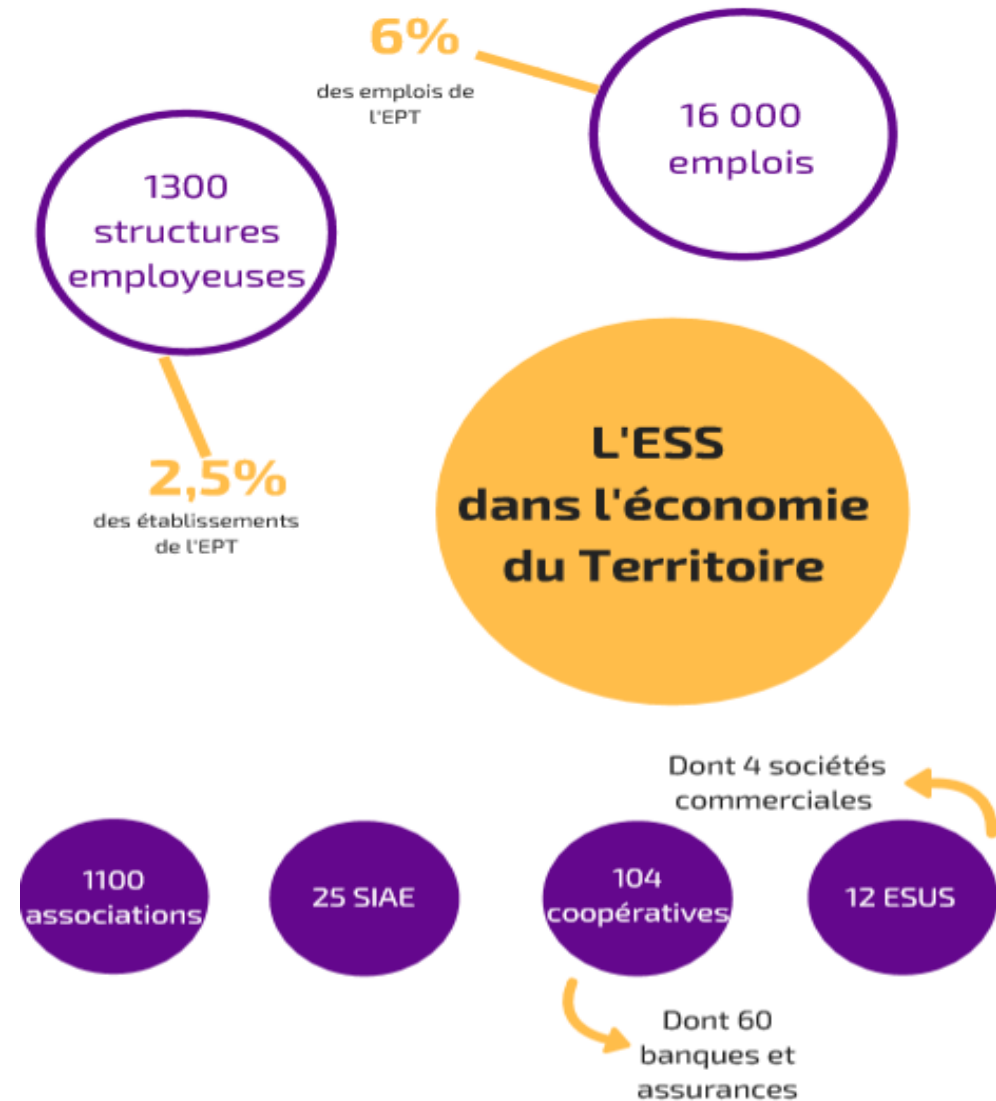 6%
des emplois de
l'EPT
16 000
emplois
1300
structures
employeuses
2,5%
des établissements
de l'EPT
L'ESS
dans l'économie
du Territoire
Dont 4 sociétés
commerciales
1100
associations
25 SIAE
104
coopératives
12 ESUS
Dont 60
banques et
assurances